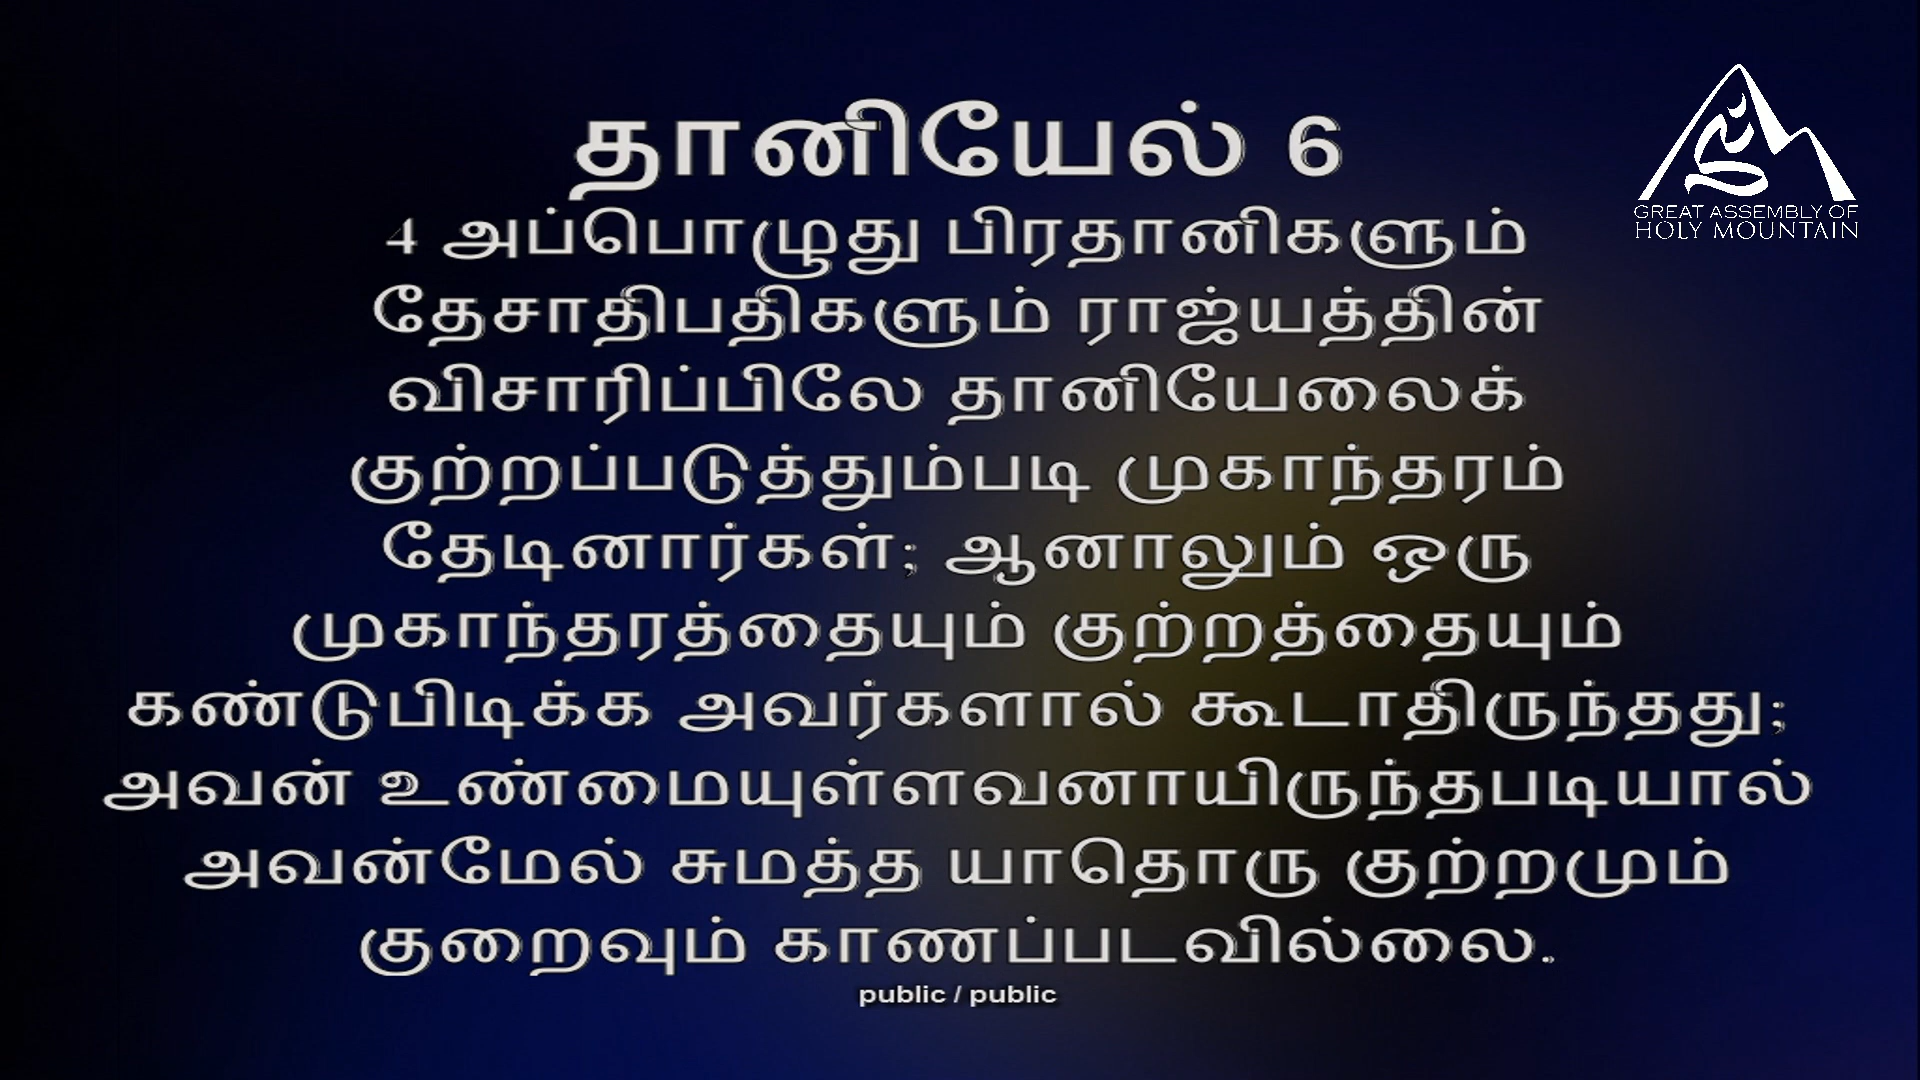 தானியேல் 6
4 அப்பொழுது பிரதானிகளும்
தேசாதிபதிகளும் ராஜ்யத்தின்
விசாரிப்பிலே தானியேலைக்
குற்றப்படுத்தும்படி முகாந்தரம்
தேடினார்கள்; ஆனாலும் ஒரு
முகாந்தரத்தையும் குற்றத்தையும்
கண்டுபிடிக்க அவர்களால் கூடாதிருந்தது;
அவன் உண்மையுள்ளவனாயிருந்தபடியால்
அவன்மேல் சுமத்த யாதொரு குற்றமும்
குறைவும் காணப்படவில்லை.
public / public
GREAT ASSEMBLY OF
HOLY MOUNTAIN